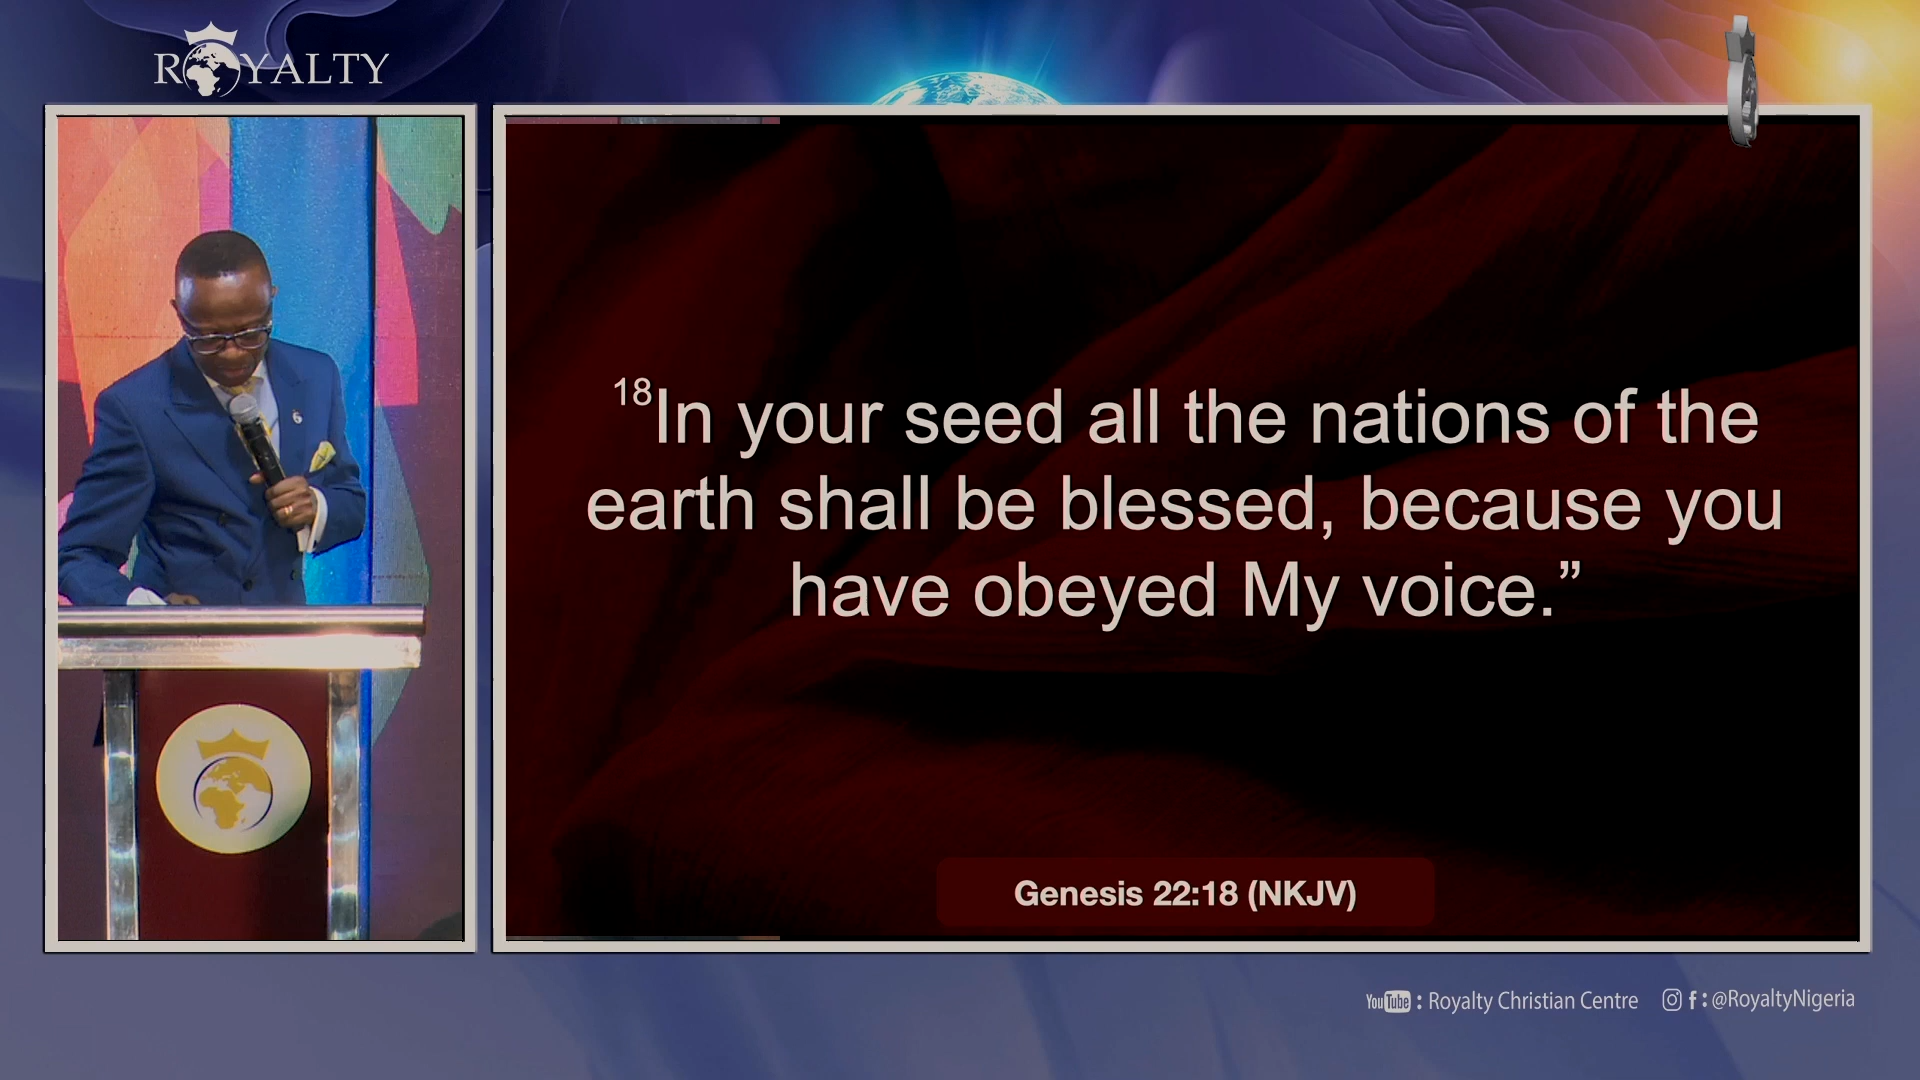 ROYALTY
18In your seed all the nations of the
earth shall be blessed, because you
have obeyed My voice.”
Genesis 22:18 (NKJV)
YouTube : Royalty Christian Centre f : @RoyaltyNigeria